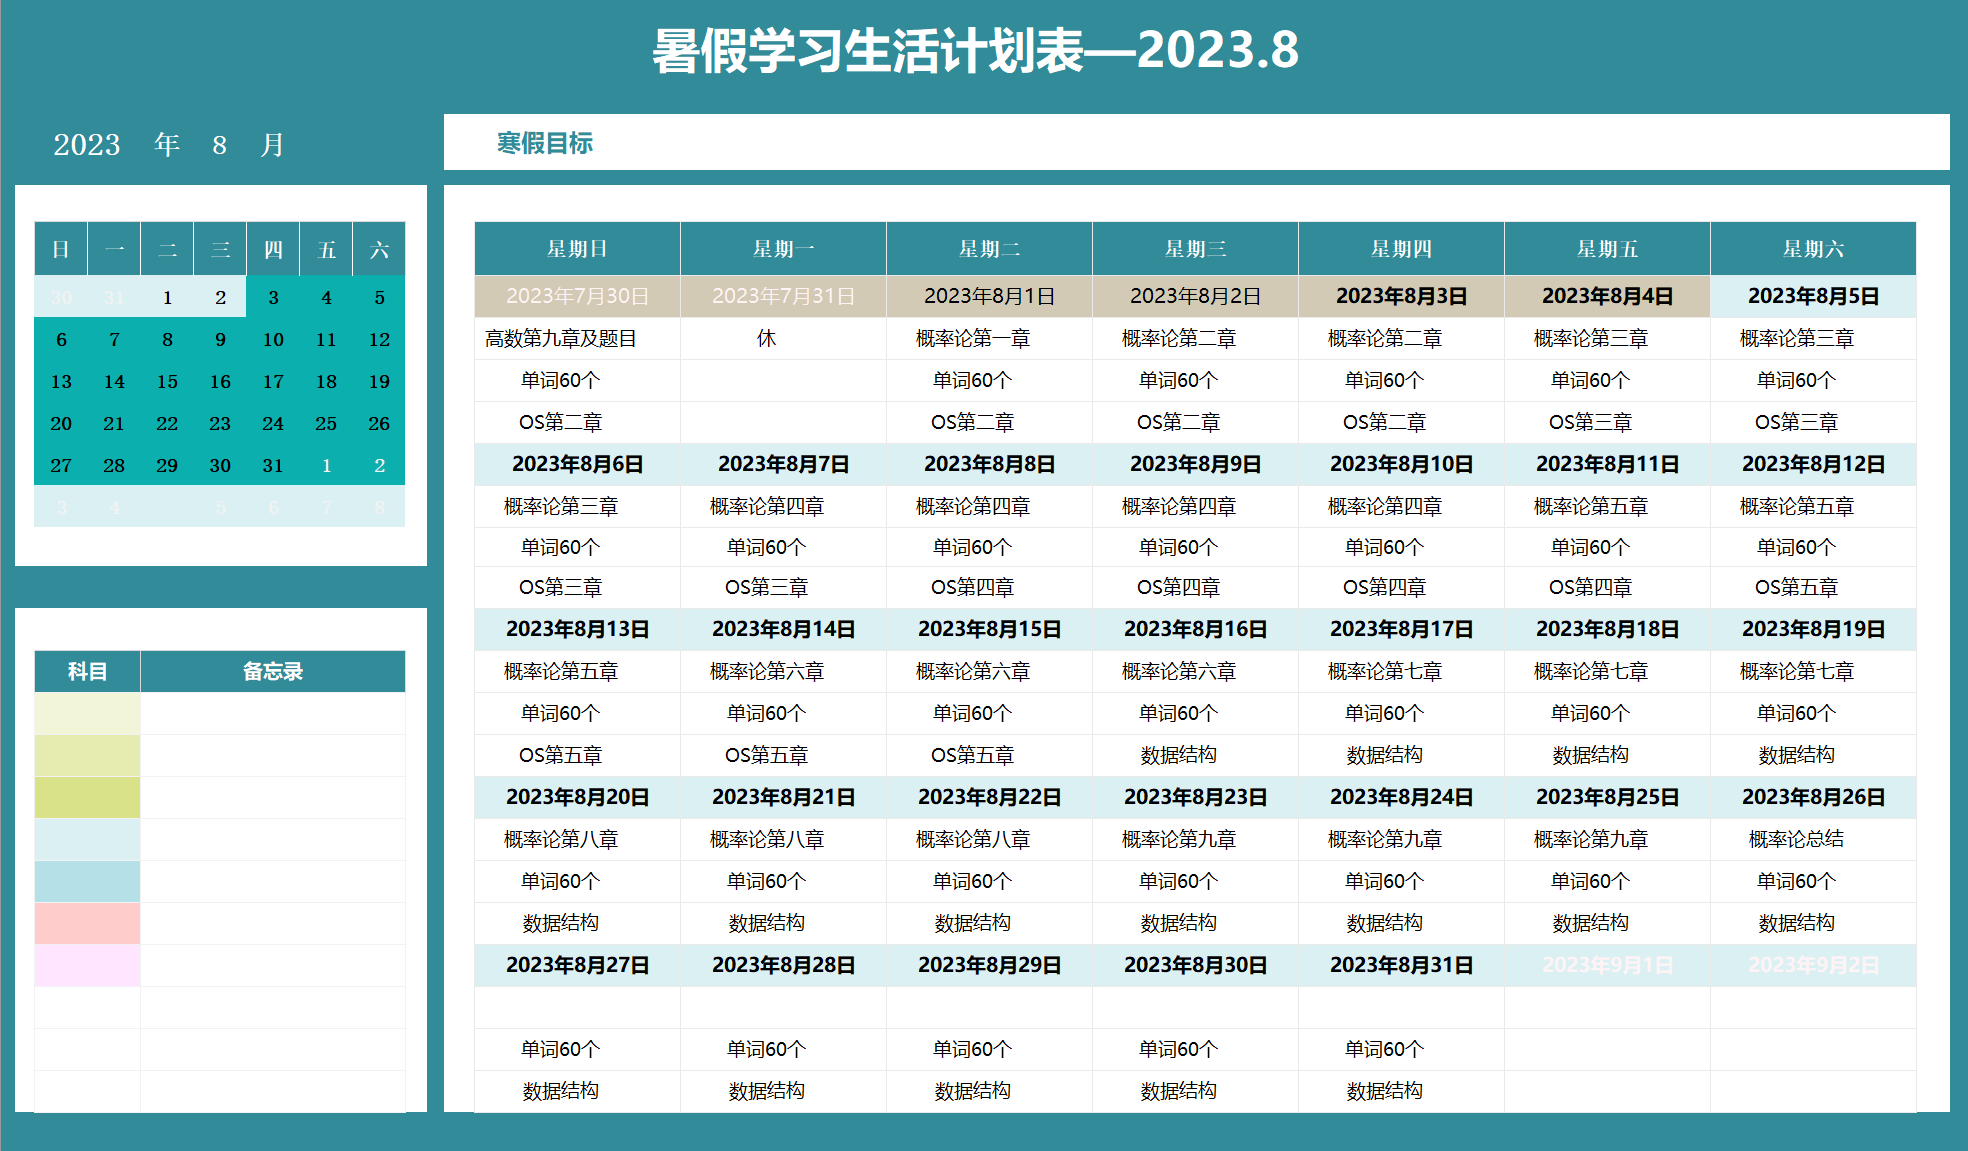 暑假学习生活计划表—2023.8
2023 年 8 月
寒假目标
日 一 二 三 四 五 六
30 31 1 2 3 4 5
6 7 8 9 10 11 12
13 14 15 16 17 18 19
20 21 22 23 24 25 26
27 28 29 30 31 1 2
3 4 5 6 7 8
科目 备忘录
星期日 星期一 星期二 星期三 星期四 星期五 星期六
2023年7月30日 2023年7月31日 2023年8月1日 2023年8月2日 2023年8月3日 2023年8月4日 2023年8月5日
高数第九章及题目 休 概率论第一章 概率论第二章 概率论第二章 概率论第三章 概率论第三章
单词60个 单词60个 单词60个 单词60个 单词60个 单词60个
OS第二章 OS第二章 OS第二章 OS第二章 OS第三章 OS第三章
2023年8月6日 2023年8月7日 2023年8月8日 2023年8月9日 2023年8月10日 2023年8月11日 2023年8月12日
概率论第三章 概率论第四章 概率论第四章 概率论第四章 概率论第四章 概率论第五章 概率论第五章
单词60个 单词60个 单词60个 单词60个 单词60个 单词60个 单词60个
OS第三章 OS第三章 OS第四章 OS第四章 OS第四章 OS第四章 OS第五章
2023年8月13日 2023年8月14日 2023年8月15日 2023年8月16日 2023年8月17日 2023年8月18日 2023年8月19日
概率论第五章 概率论第六章 概率论第六章 概率论第六章 概率论第七章 概率论第七章 概率论第七章
单词60个 单词60个 单词60个 单词60个 单词60个 单词60个 单词60个
OS第五章 OS第五章 OS第五章 数据结构 数据结构 数据结构 数据结构
2023年8月20日 2023年8月21日 2023年8月22日 2023年8月23日 2023年8月24日 2023年8月25日 2023年8月26日
概率论第八章 概率论第八章 概率论第八章 概率论第九章 概率论第九章 概率论第九章 概率论总结
单词60个 单词60个 单词60个 单词60个 单词60个 单词60个 单词60个
数据结构 数据结构 数据结构 数据结构 数据结构 数据结构 数据结构
2023年8月27日 2023年8月28日 2023年8月29日 2023年8月30日 2023年8月31日 2023年9月1日 2023年9月2日
单词60个 单词60个 单词60个 单词60个 单词60个
数据结构 数据结构 数据结构 数据结构 数据结构